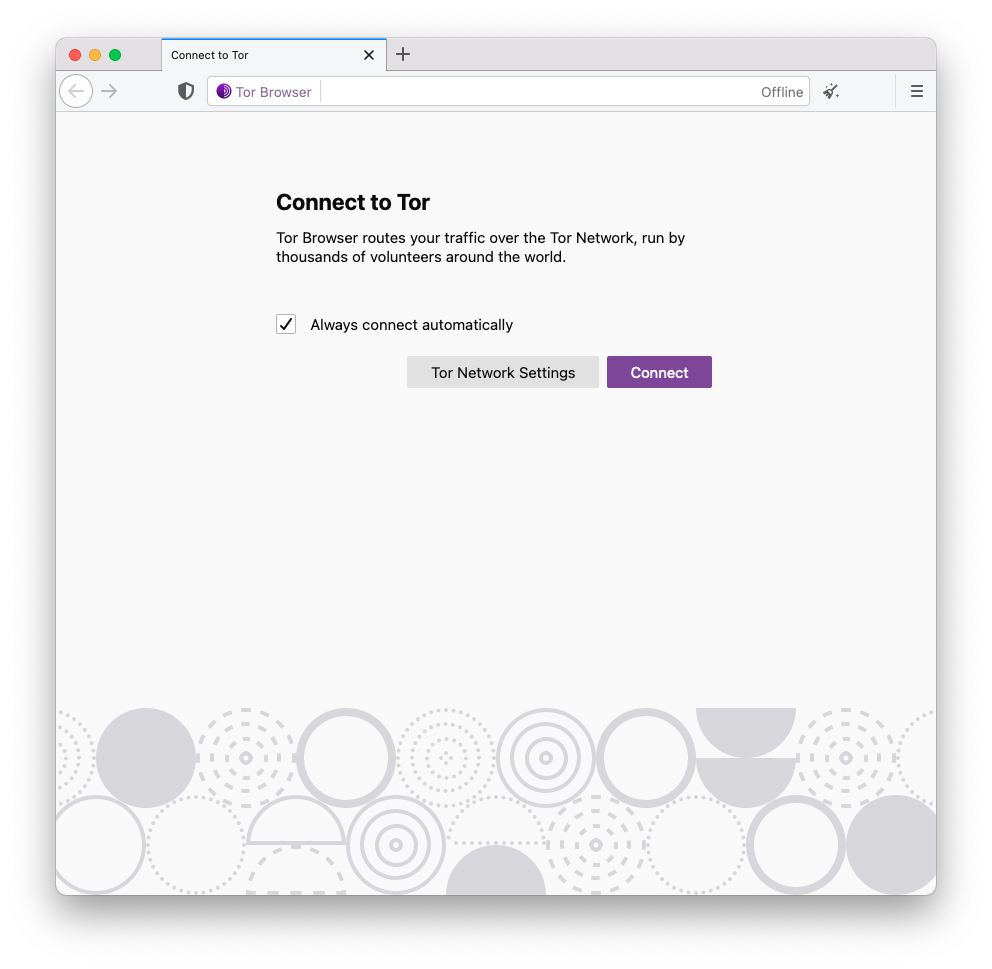 Connect to Tor
Tor Browser
Offline
Connect to Tor
Tor Browser routes your traffic over the Tor Network, run by
thousands of volunteers around the world.
Always connect automatically
Tor Network Settings
Connect